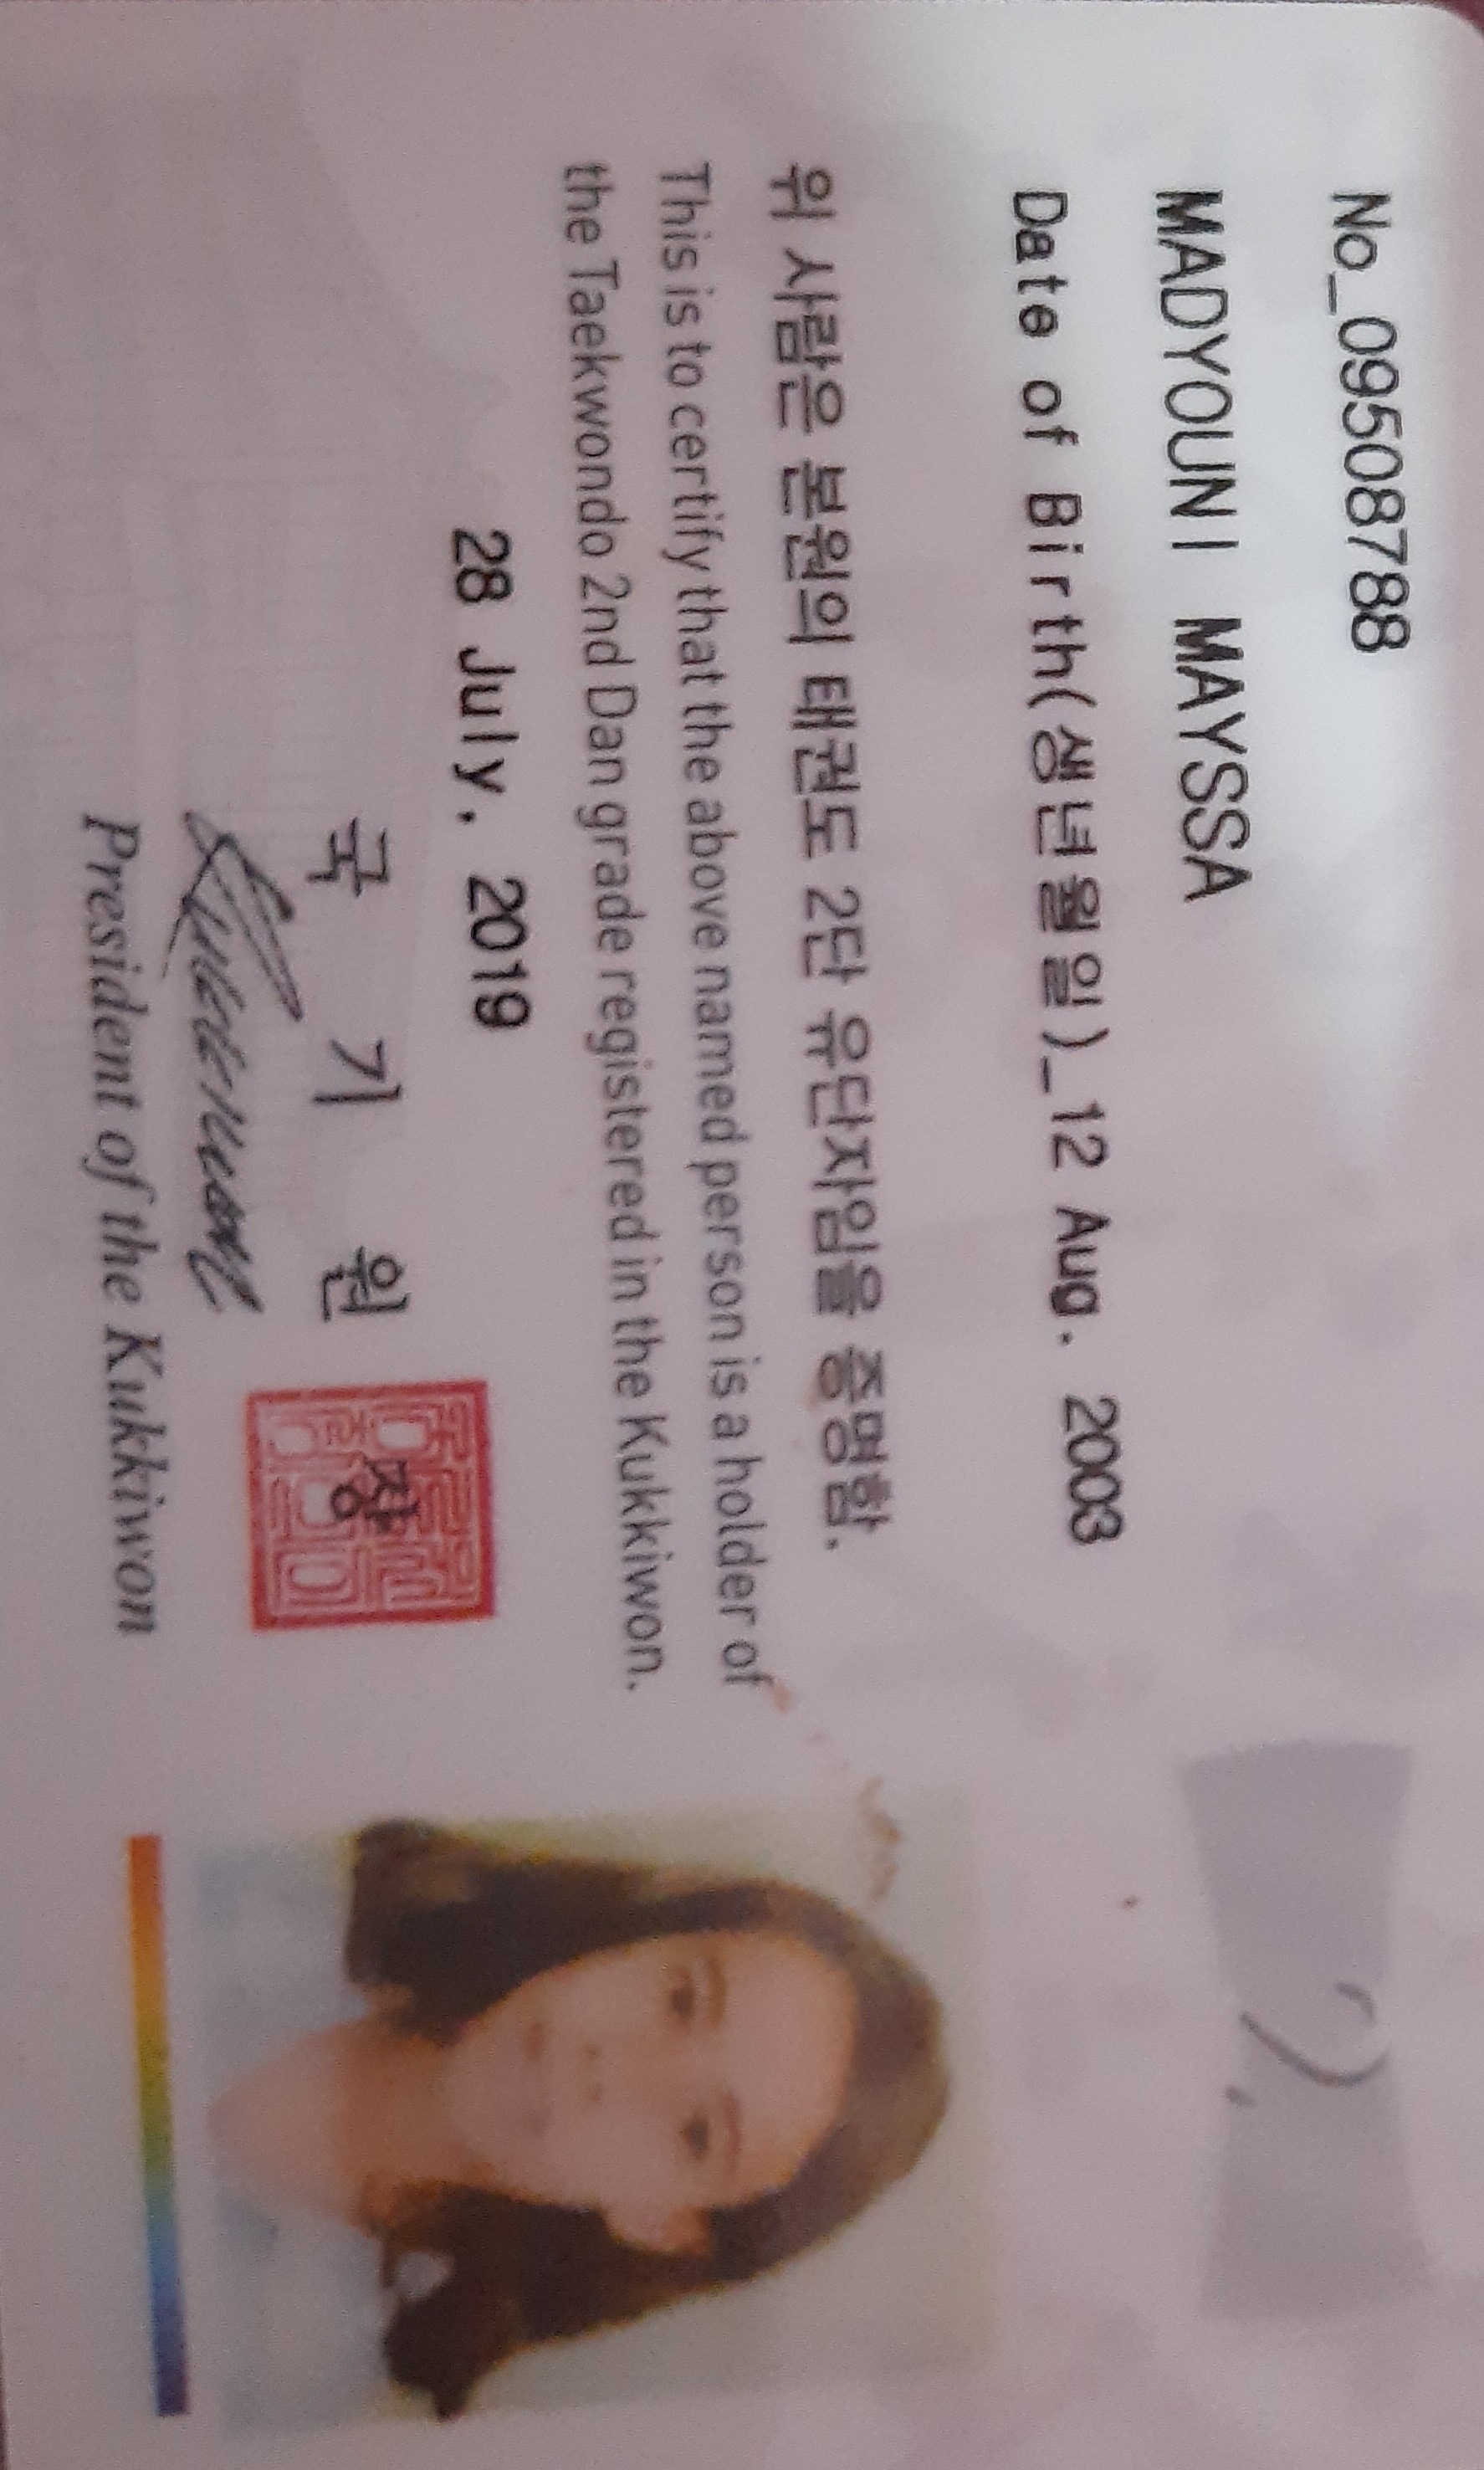 No_09508788
MADYOUNI MAYSSA
Date of Birth(생년월일)_12 Aug. 2003
위 사람은 본원의 태권도 2단 유단자임을 증명함.
This is to certify that the above named person is a holder of
the Taekwondo 2nd Dan grade registered in the Kukkiwon.
28 July. 2019
국 기 원 장
President of the Kukkiwon